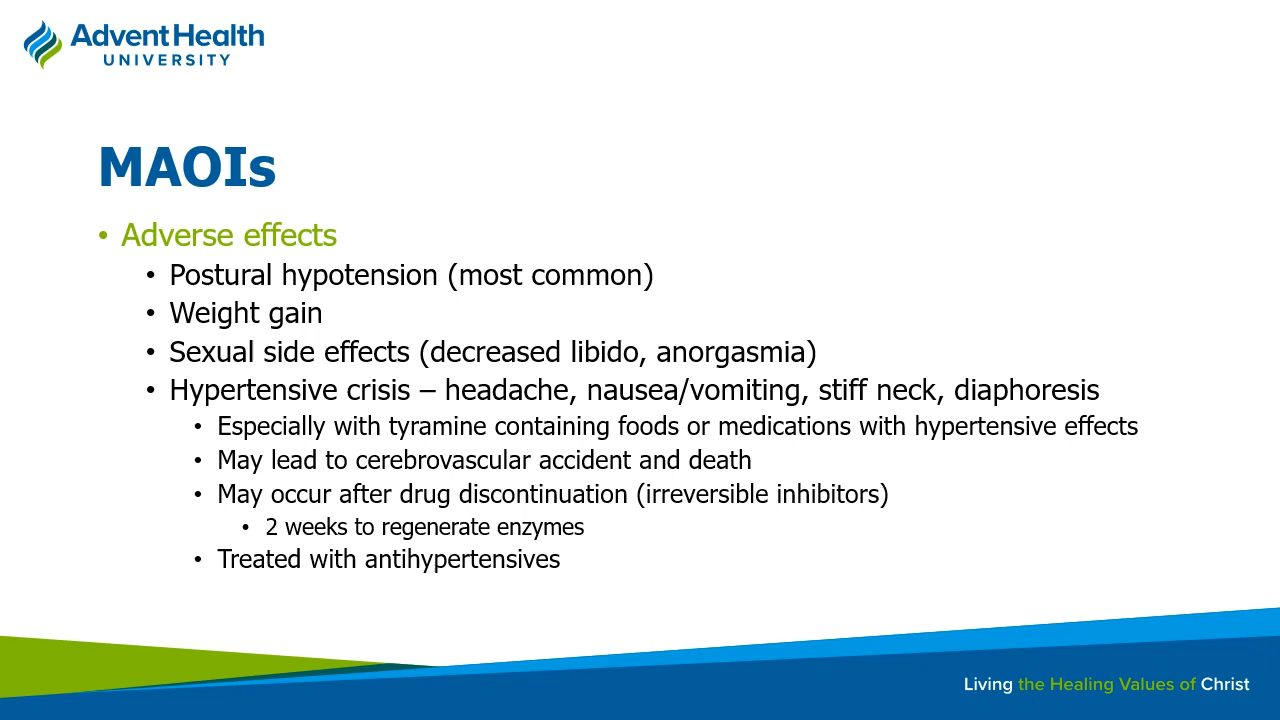 AdventHealth
UNIVERSITY
MAOIs
• Adverse effects
• Postural hypotension (most common)
• Weight gain
• Sexual side effects (decreased libido, anorgasmia)
• Hypertensive crisis – headache, nausea/vomiting, stiff neck, diaphoresis
• Especially with tyramine containing foods or medications with hypertensive effects
• May lead to cerebrovascular accident and death
• May occur after drug discontinuation (irreversible inhibitors)
• 2 weeks to regenerate enzymes
• Treated with antihypertensives
Living the Healing Values of Christ